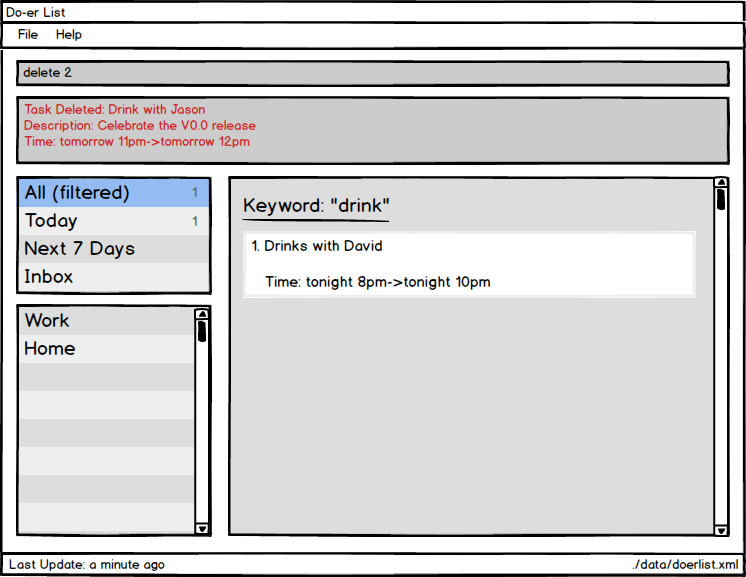 Do-er List
File Help
delete 2
Task Deleted: Drink with Jason
Description: Celebrate the V0.0 release
Time: tomorrow 11pm->tomorrow 12pm
All (filtered) 1
Today 1
Next 7 Days
Inbox
Work
Home
Keyword: "drink"
1. Drinks with David
Time: tonight 8pm->tonight 10pm
Last Update: a minute ago
./data/doerlist.xml